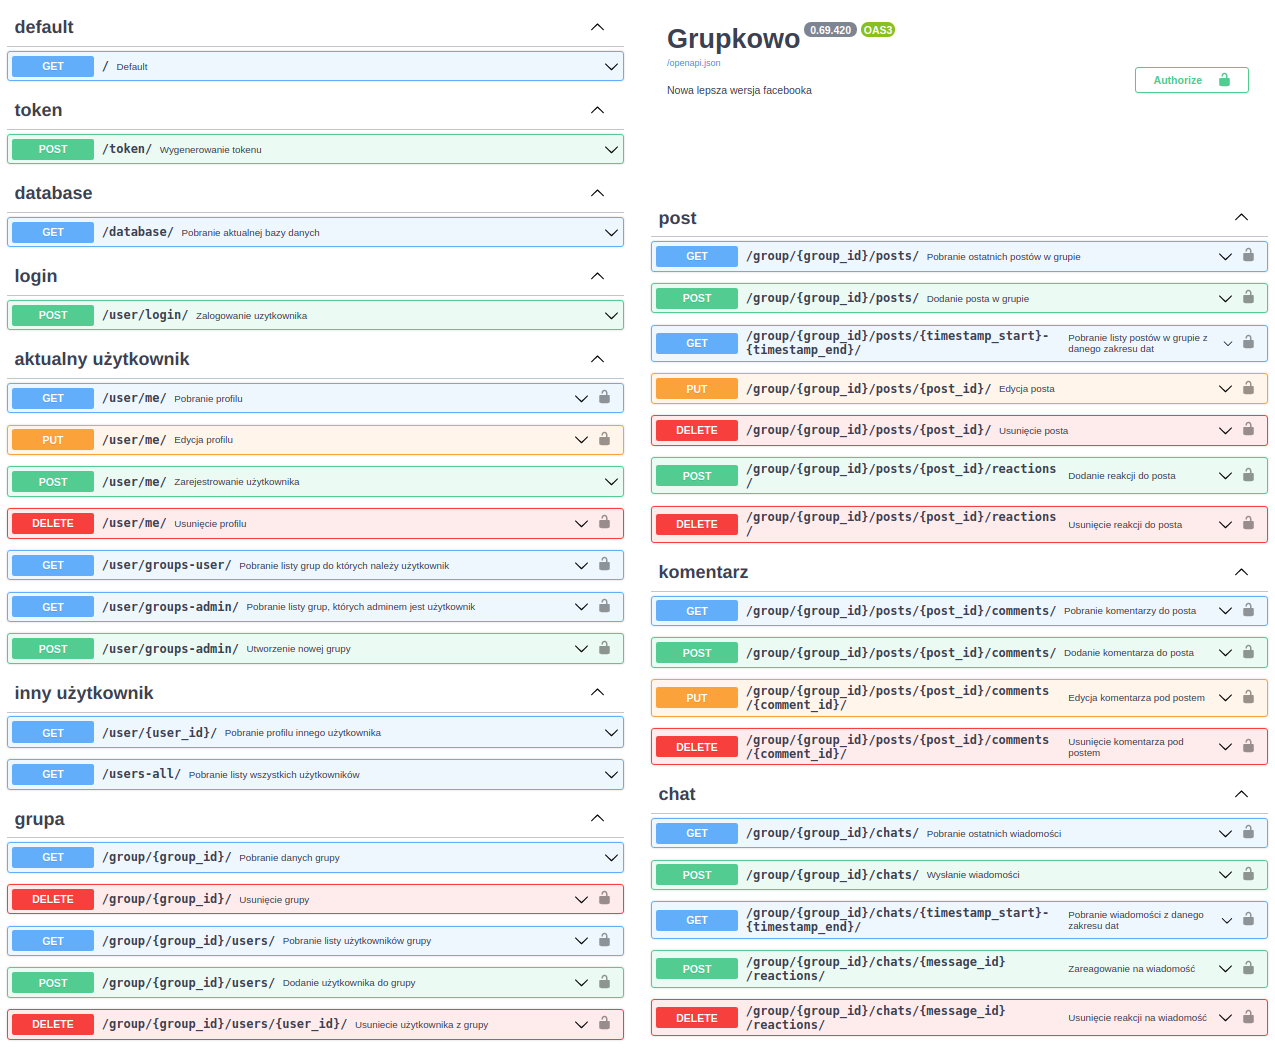 default
GET / Default
token
POST /token/ Wygenerowanie tokenu
database
GET /database/ Pobranie aktualnej bazy danych
login
POST /user/login/ Zalogowanie uzytkownika
aktualny użytkownik
GET /user/me/ Pobranie profilu
PUT /user/me/ Edycja profilu
POST /user/me/ Zarejestrowanie użytkownika
DELETE /user/me/ Usunięcie profilu
GET /user/groups-user/ Pobranie listy grup do których należy użytkownik
GET /user/groups-admin/ Pobranie listy grup, których adminem jest użytkownik
POST /user/groups-admin/ Utworzenie nowej grupy
inny użytkownik
GET /user/{user_id}/ Pobranie profilu innego użytkownika
GET /users-all/ Pobranie listy wszystkich użytkowników
grupa
GET /group/{group_id}/ Pobranie danych grupy
DELETE /group/{group_id}/ Usunięcie grupy
GET /group/{group_id}/users/ Pobranie listy użytkowników grupy
POST /group/{group_id}/users/ Dodanie użytkownika do grupy
DELETE /group/{group_id}/users/{user_id}/ Usuniecie użytkownika z grupy
Grupkowo 0.69.420 OAS3
/openapi.json
Nowa lepsza wersja facebooka
Authorize
post
GET /group/{group_id}/posts/ Pobranie ostatnich postów w grupie
POST /group/{group_id}/posts/ Dodanie posta w grupie
GET /group/{group_id}/posts/{timestamp_start}- Pobranie listy postów w grupie z
{timestamp_end}/ danego zakresu dat
PUT /group/{group_id}/posts/{post_id}/ Edycja posta
DELETE /group/{group_id}/posts/{post_id}/ Usunięcie posta
POST /group/{group_id}/posts/{post_id}/reactions Dodanie reakcji do posta
/
DELETE /group/{group_id}/posts/{post_id}/reactions Usunięcie reakcji do posta
/
komentarz
GET /group/{group_id}/posts/{post_id}/comments/ Pobranie komentarzy do posta
POST /group/{group_id}/posts/{post_id}/comments/ Dodanie komentarza do posta
PUT /group/{group_id}/posts/{post_id}/comments Edycja komentarza pod postem
/{comment_id}/
DELETE /group/{group_id}/posts/{post_id}/comments Usunięcie komentarza pod
/{comment_id}/ postem
chat
GET /group/{group_id}/chats/ Pobranie ostatnich wiadomości
POST /group/{group_id}/chats/ Wysłanie wiadomości
GET /group/{group_id}/chats/{timestamp_start}- Pobranie wiadomości z danego
{timestamp_end}/ zakresu dat
POST /group/{group_id}/chats/{message_id} Zareagowanie na wiadomość
/reactions/
DELETE /group/{group_id}/chats/{message_id} Usunięcie reakcji na wiadomość
/reactions/